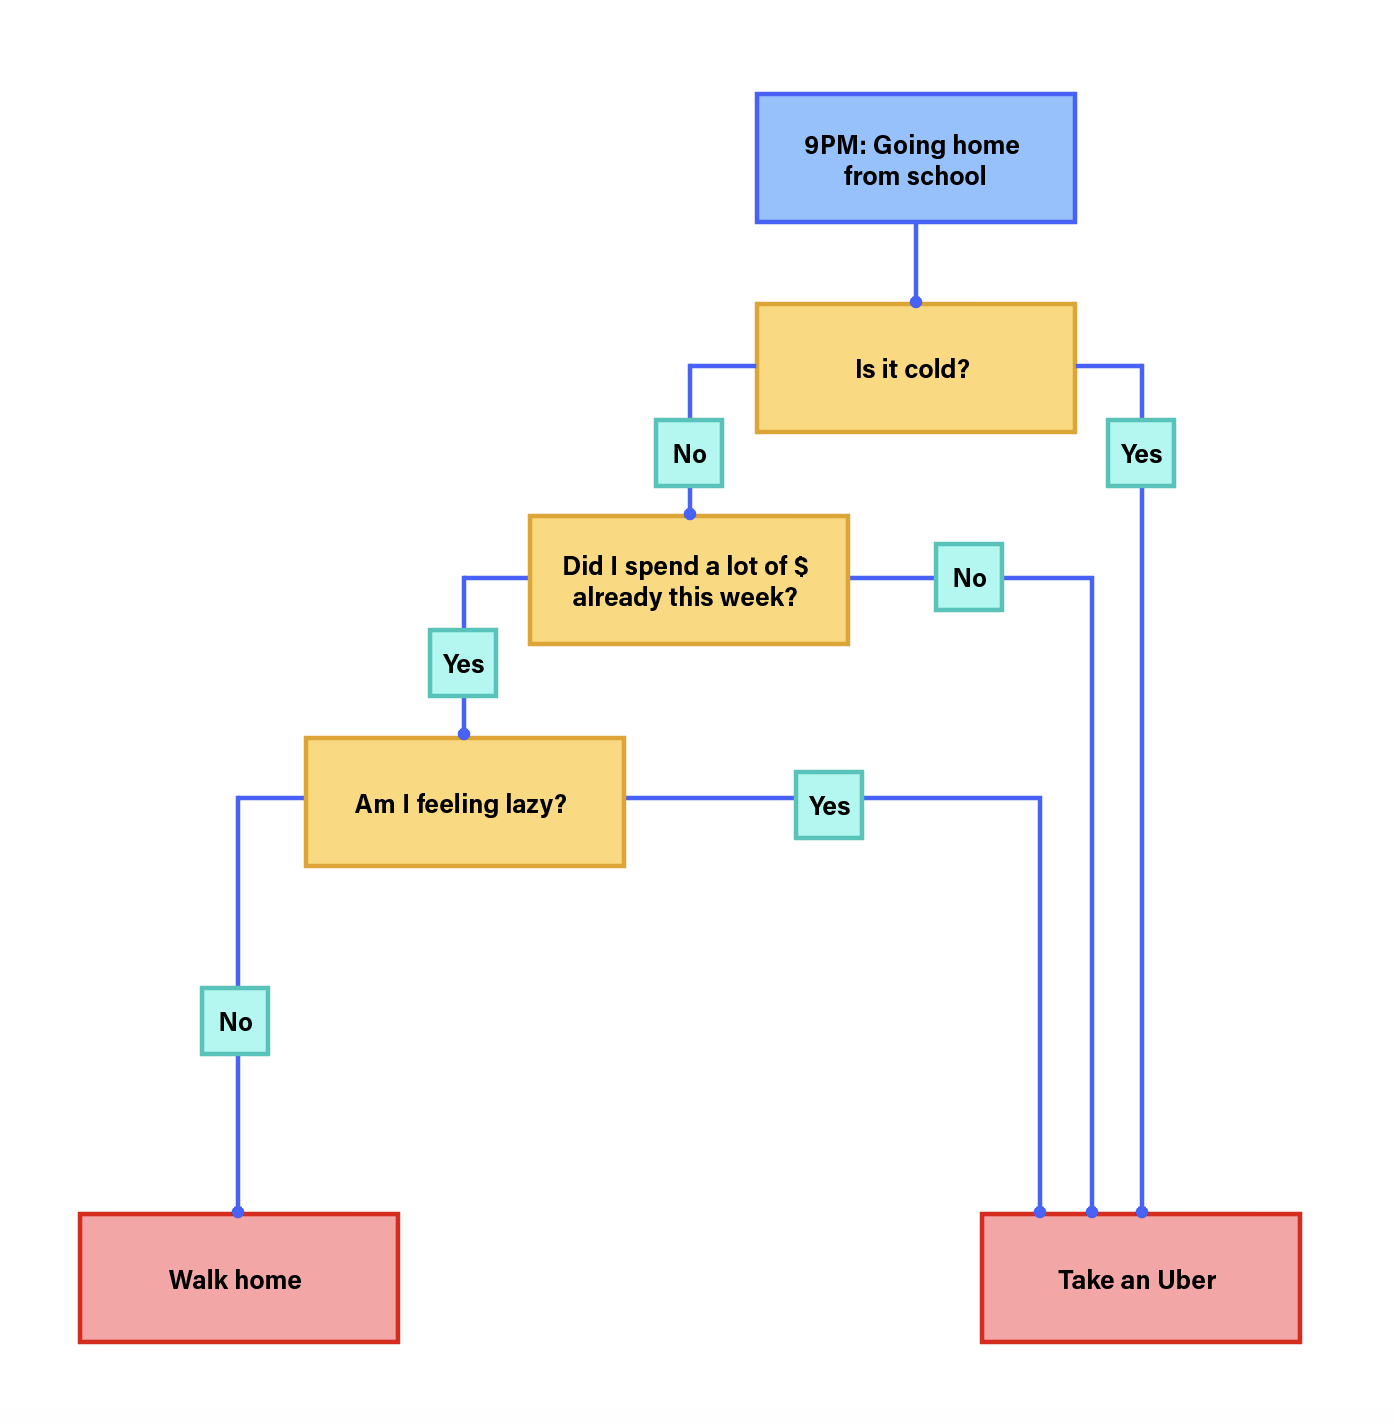 9PM: Going home
from school
Is it cold?
No
Yes
Did I spend a lot of $
already this week?
No
Yes
Am I feeling lazy?
Yes
No
Walk home
Take an Uber